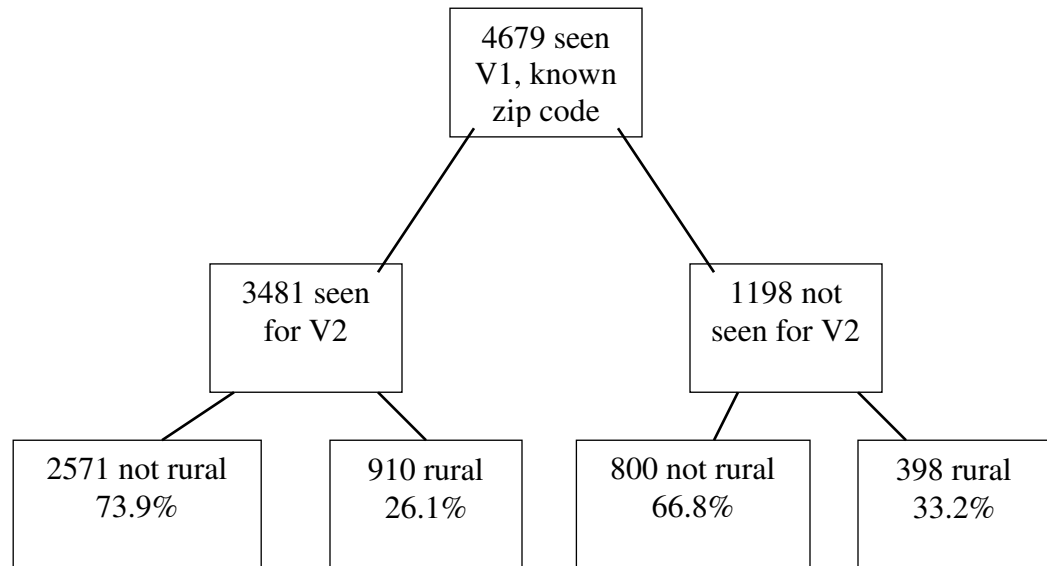 4679 seen
V1, known
zip code
3481 seen
for V2
1198 not
seen for V2
2571 not rural
73.9%
910 rural
26.1%
800 not rural
66.8%
398 rural
33.2%